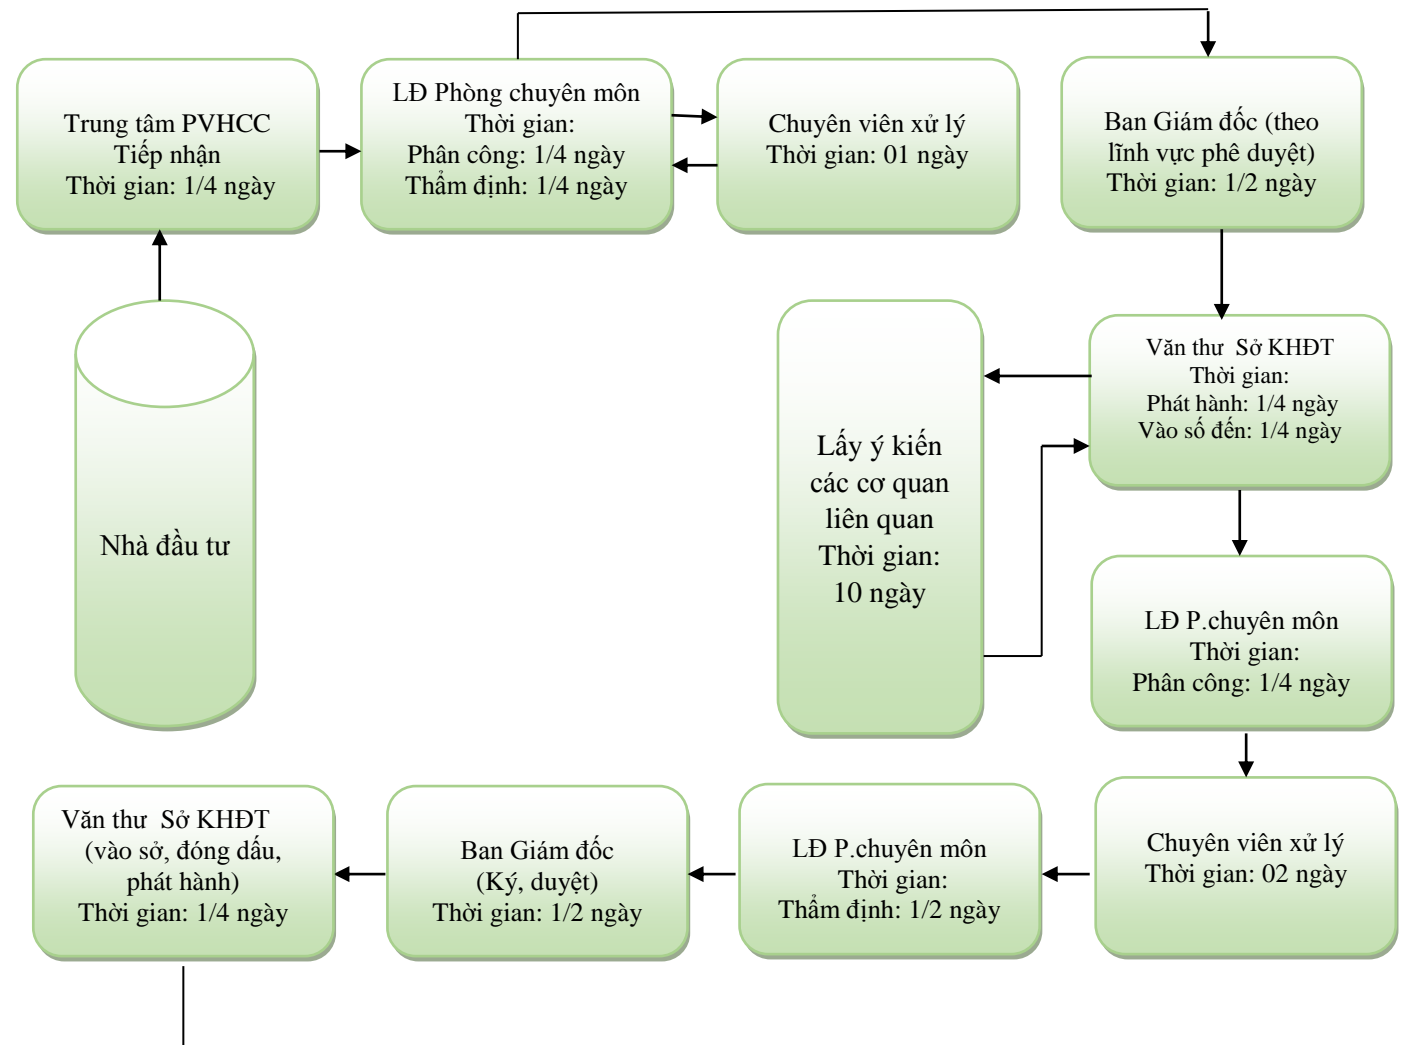 Trung tâm PVHCC
Tiếp nhận
Thời gian: 1/4 ngày
LĐ Phòng chuyên môn
Thời gian:
Phân công: 1/4 ngày
Thẩm định: 1/4 ngày
Chuyên viên xử lý
Thời gian: 01 ngày
Ban Giám đốc (theo
lĩnh vực phê duyệt)
Thời gian: 1/2 ngày
Nhà đầu tư
Lấy ý kiến
các cơ quan
liên quan
Thời gian:
10 ngày
Văn thư Sở KHĐT
Thời gian:
Phát hành: 1/4 ngày
Vào số đến: 1/4 ngày
LĐ P.chuyên môn
Thời gian:
Phân công: 1/4 ngày
Chuyên viên xử lý
Thời gian: 02 ngày
LĐ P.chuyên môn
Thời gian:
Thẩm định: 1/2 ngày
Ban Giám đốc
(Ký, duyệt)
Thời gian: 1/2 ngày
Văn thư Sở KHĐT
(vào sở, đóng dấu,
phát hành)
Thời gian: 1/4 ngày